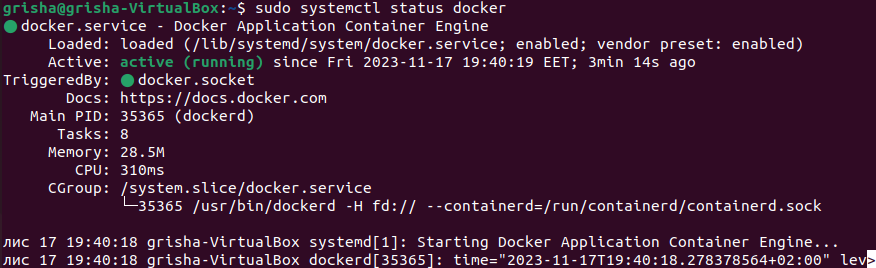 grisha@grisha-VirtualBox:~$ sudo systemctl status docker
● docker.service - Docker Application Container Engine
     Loaded: loaded (/lib/systemd/system/docker.service; enabled; vendor preset: enabled)
     Active: active (running) since Fri 2023-11-17 19:40:19 EET; 3min 14s ago
TriggeredBy: ● docker.socket
       Docs: https://docs.docker.com
   Main PID: 35365 (dockerd)
      Tasks: 8
     Memory: 28.5M
        CPU: 310ms
     CGroup: /system.slice/docker.service
             └─35365 /usr/bin/dockerd -H fd:// --containerd=/run/containerd/containerd.sock
лис 17 19:40:18 grisha-VirtualBox systemd[1]: Starting Docker Application Container Engine...
лис 17 19:40:18 grisha-VirtualBox dockerd[35365]: time="2023-11-17T19:40:18.278378564+02:00" lev>